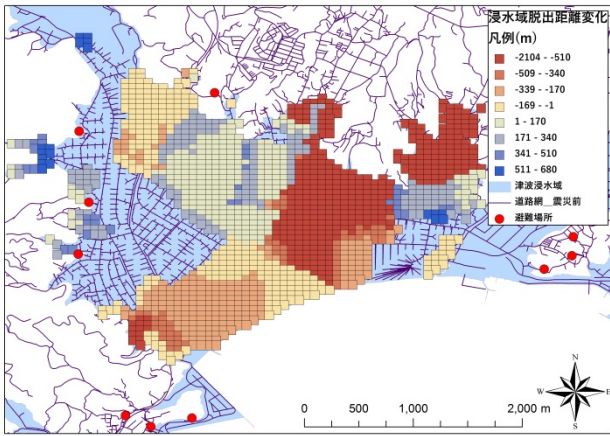 浸水域脱出距離変化
凡例(m)
-2104 - -510
-509 - -340
-339 - -170
-169 - -1
1 - 170
171 - 340
341 - 510
511 - 680
津波浸水域
道路網__震災前
避難場所
N
W E
S
0 500 1,000 2,000 m